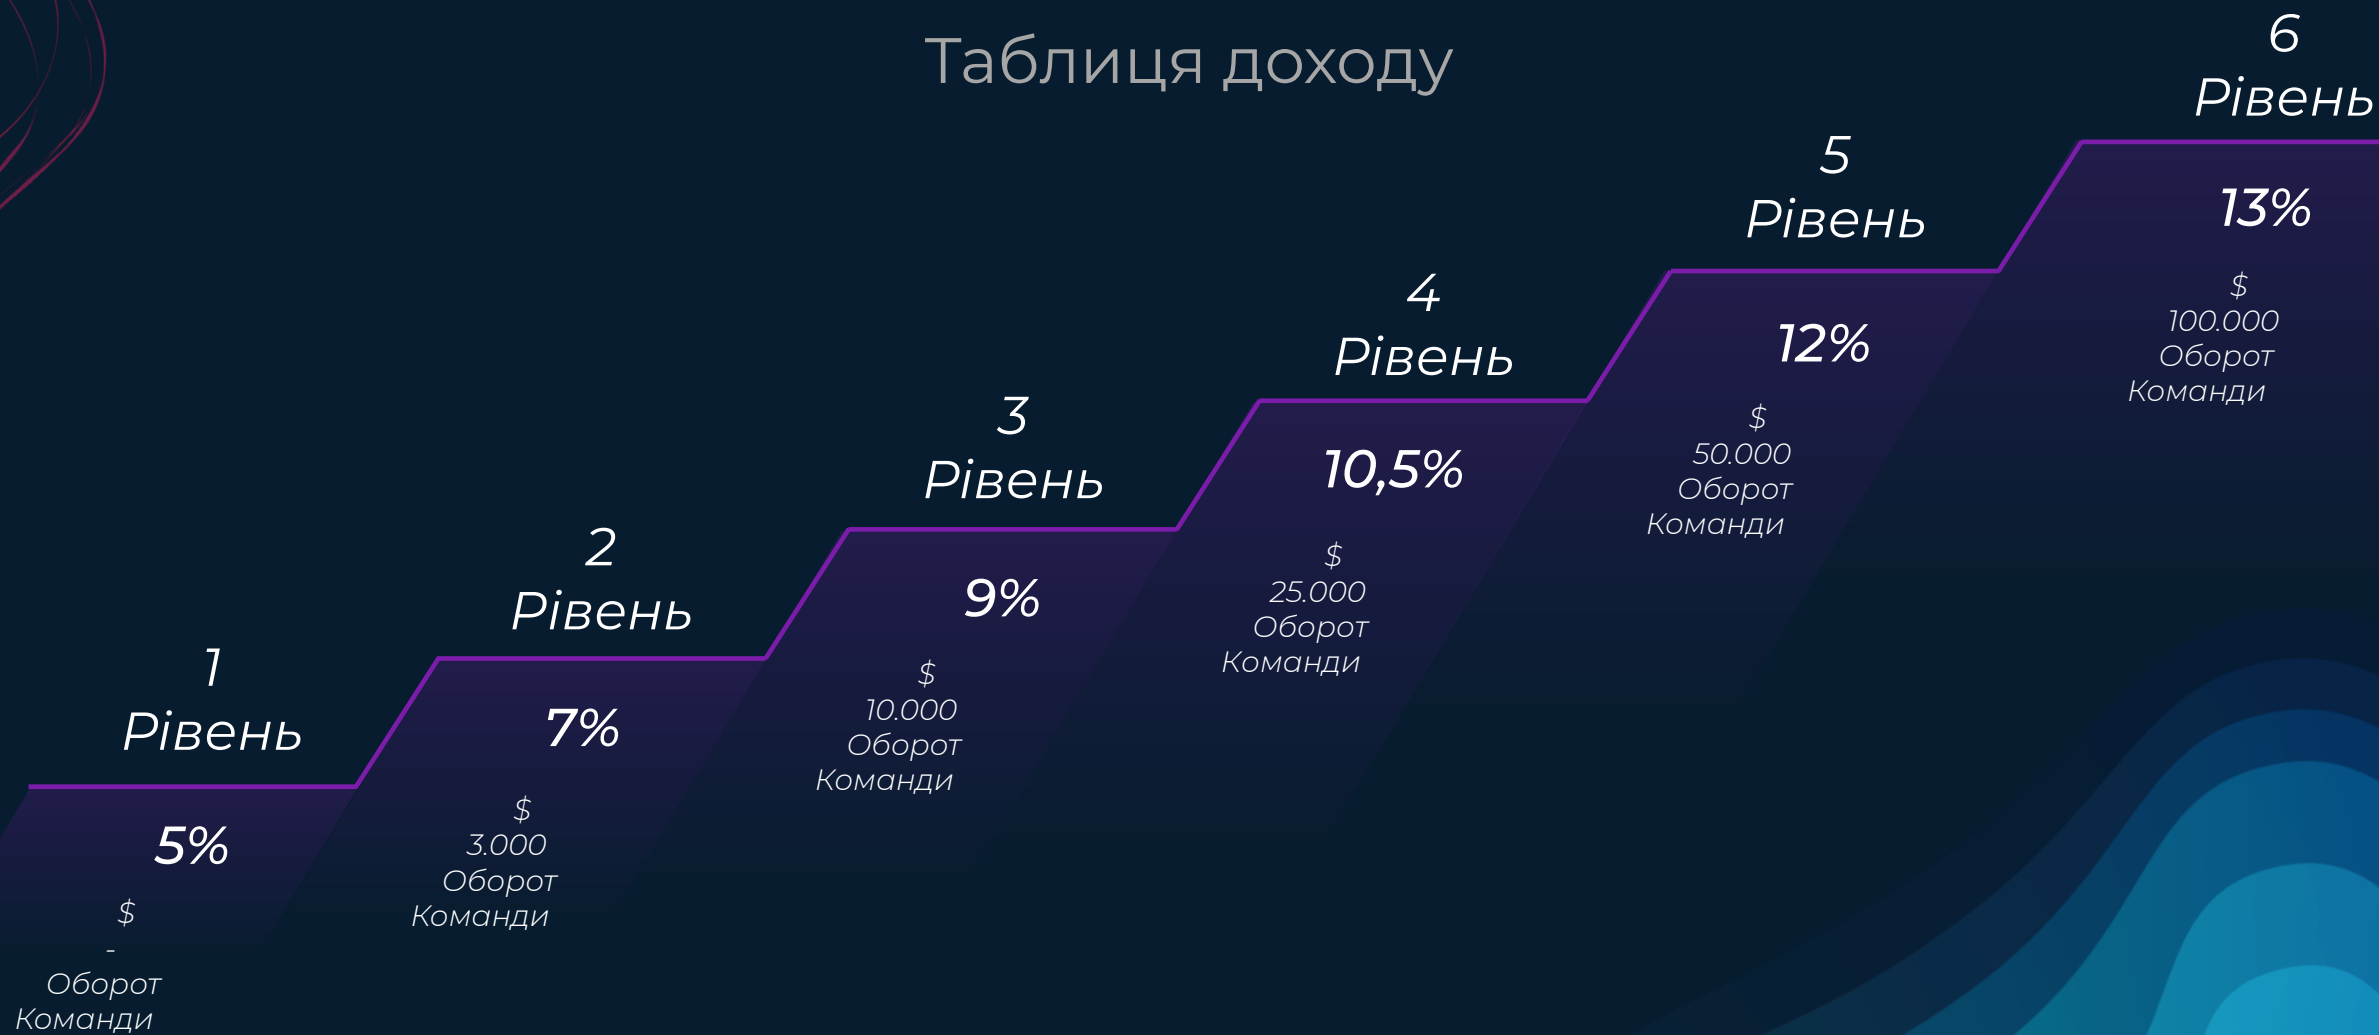 Таблиця доходу
1
Рівень
5%
$
-
Оборот
Команди
2
Рівень
7%
$
3.000
Оборот
Команди
3
Рівень
9%
$
10.000
Оборот
Команди
4
Рівень
10,5%
$
25.000
Оборот
Команди
5
Рівень
12%
$
50.000
Оборот
Команди
6
Рівень
13%
$
100.000
Оборот
Команди